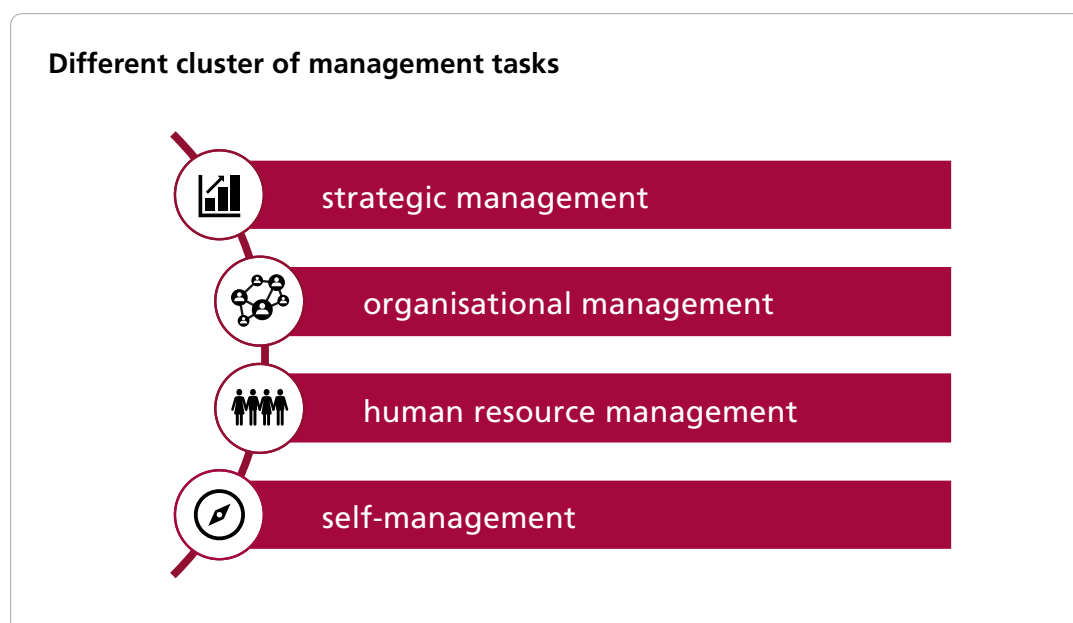 Different cluster of management tasks
strategic management
organisational management
human resource management
self-management